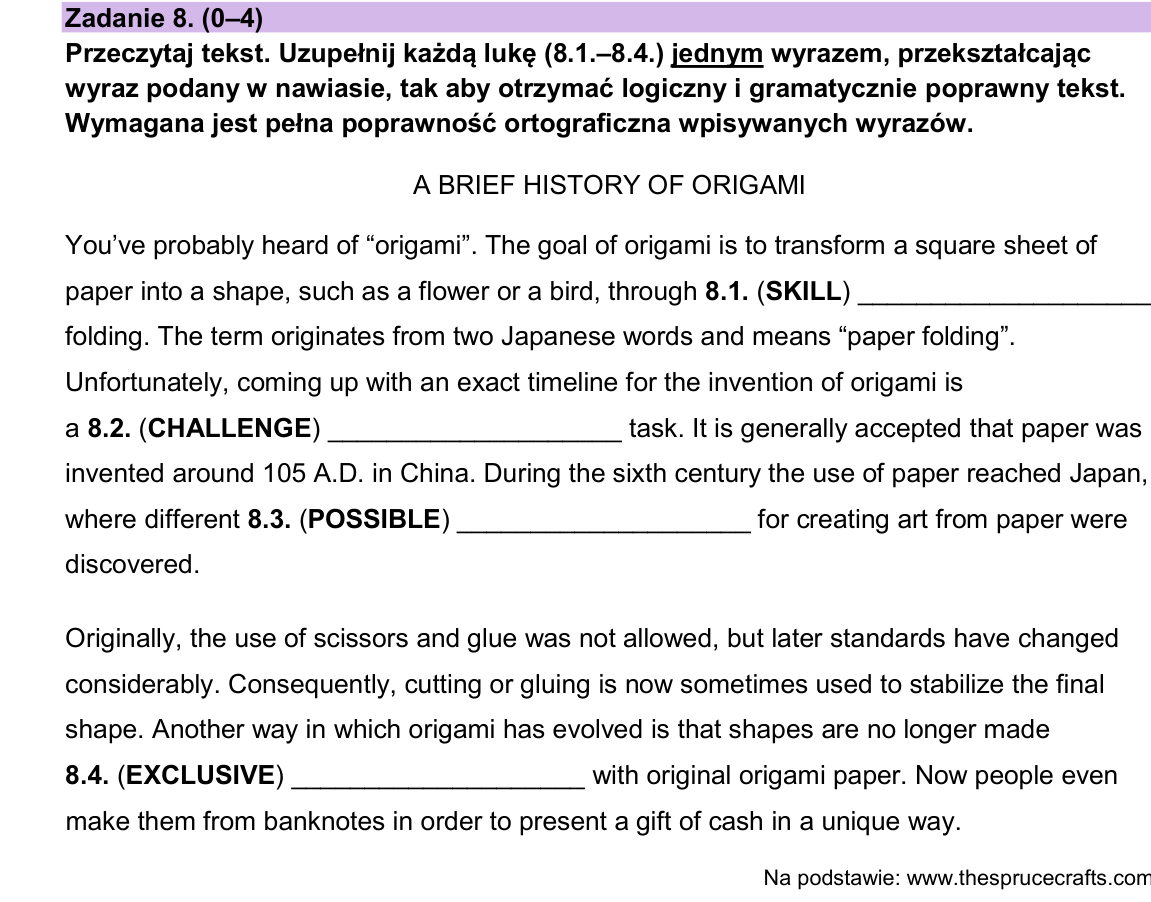 Zadanie 8. (0–4)
Przeczytaj tekst. Uzupełnij każdą lukę (8.1.–8.4.) jednym wyrazem, przekształcając
wyraz podany w nawiasie, tak aby otrzymać logiczny i gramatycznie poprawny tekst.
Wymagana jest pełna poprawność ortograficzna wpisywanych wyrazów.
A BRIEF HISTORY OF ORIGAMI
You’ve probably heard of “origami”. The goal of origami is to transform a square sheet of
paper into a shape, such as a flower or a bird, through 8.1. (SKILL) ____________________
folding. The term originates from two Japanese words and means “paper folding”.
Unfortunately, coming up with an exact timeline for the invention of origami is
a 8.2. (CHALLENGE) ____________________ task. It is generally accepted that paper was
invented around 105 A.D. in China. During the sixth century the use of paper reached Japan,
where different 8.3. (POSSIBLE) ____________________ for creating art from paper were
discovered.
Originally, the use of scissors and glue was not allowed, but later standards have changed
considerably. Consequently, cutting or gluing is now sometimes used to stabilize the final
shape. Another way in which origami has evolved is that shapes are no longer made
8.4. (EXCLUSIVE) ____________________ with original origami paper. Now people even
make them from banknotes in order to present a gift of cash in a unique way.
Na podstawie: www.thesprucecrafts.com